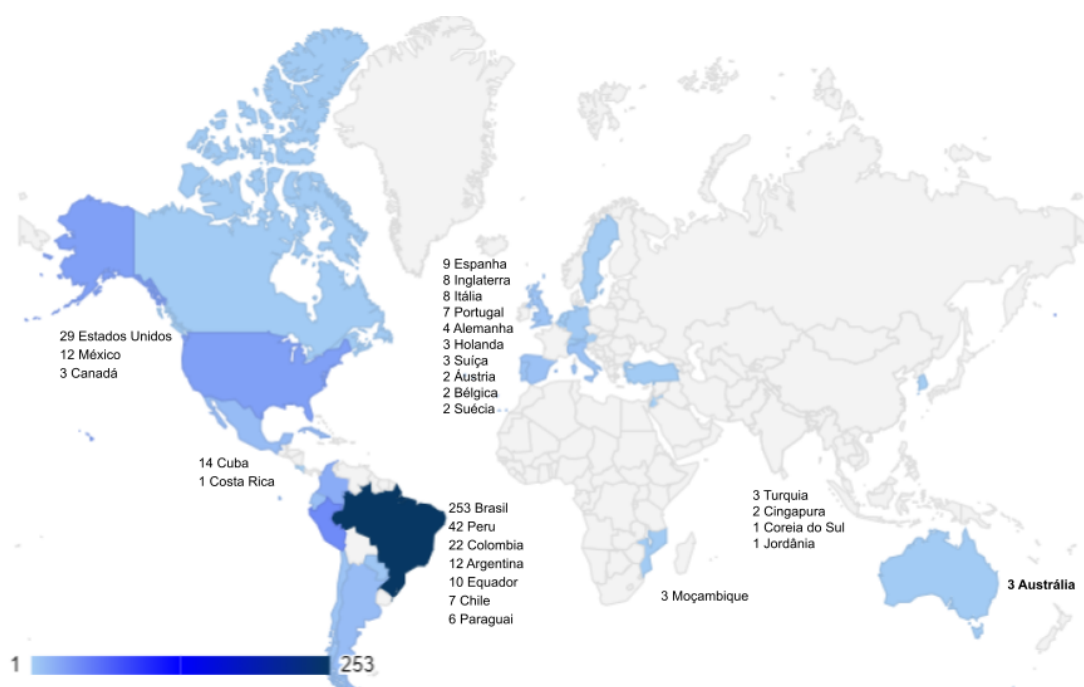 29 Estados Unidos
12 México
3 Canadá
14 Cuba
1 Costa Rica
253 Brasil
42 Peru
22 Colombia
12 Argentina
10 Equador
7 Chile
6 Paraguai
9 Espanha
8 Inglaterra
8 Itália
7 Portugal
4 Alemanha
3 Holanda
3 Suíça
2 Áustria
2 Bélgica
2 Suécia
3 Moçambique
3 Turquia
2 Cingapura
1 Coreia do Sul
1 Jordânia
3 Austrália
1 253